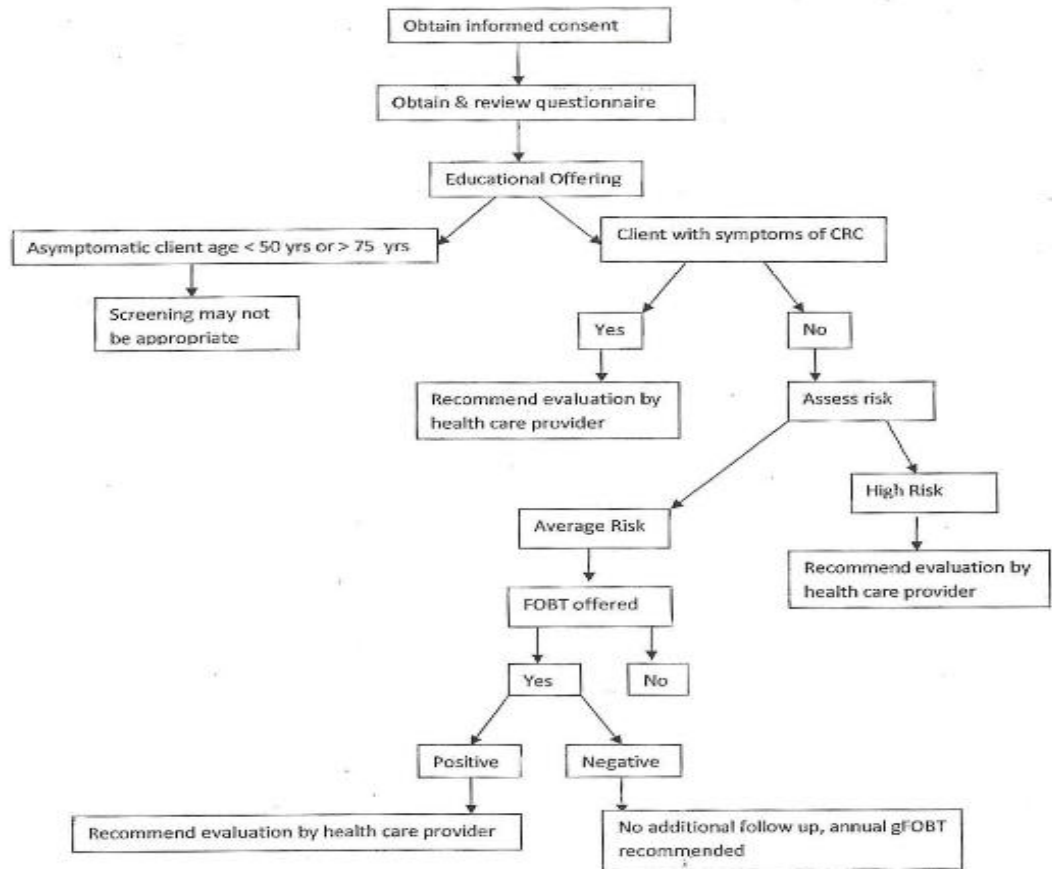 Obtain informed consent
Obtain & review questionnaire
Educational Offering
Asymptomatic client age < 50 yrs or > 75 yrs
Client with symptoms of CRC
Screening may not
be appropriate
Yes
No
Recommend evaluation by
health care provider
Assess risk
High Risk
Average Risk
Recommend evaluation by
health care provider
FOBT offered
Yes
No
Positive
Negative
Recommend evaluation by health care provider
No additional follow up, annual gFOBT
recommended